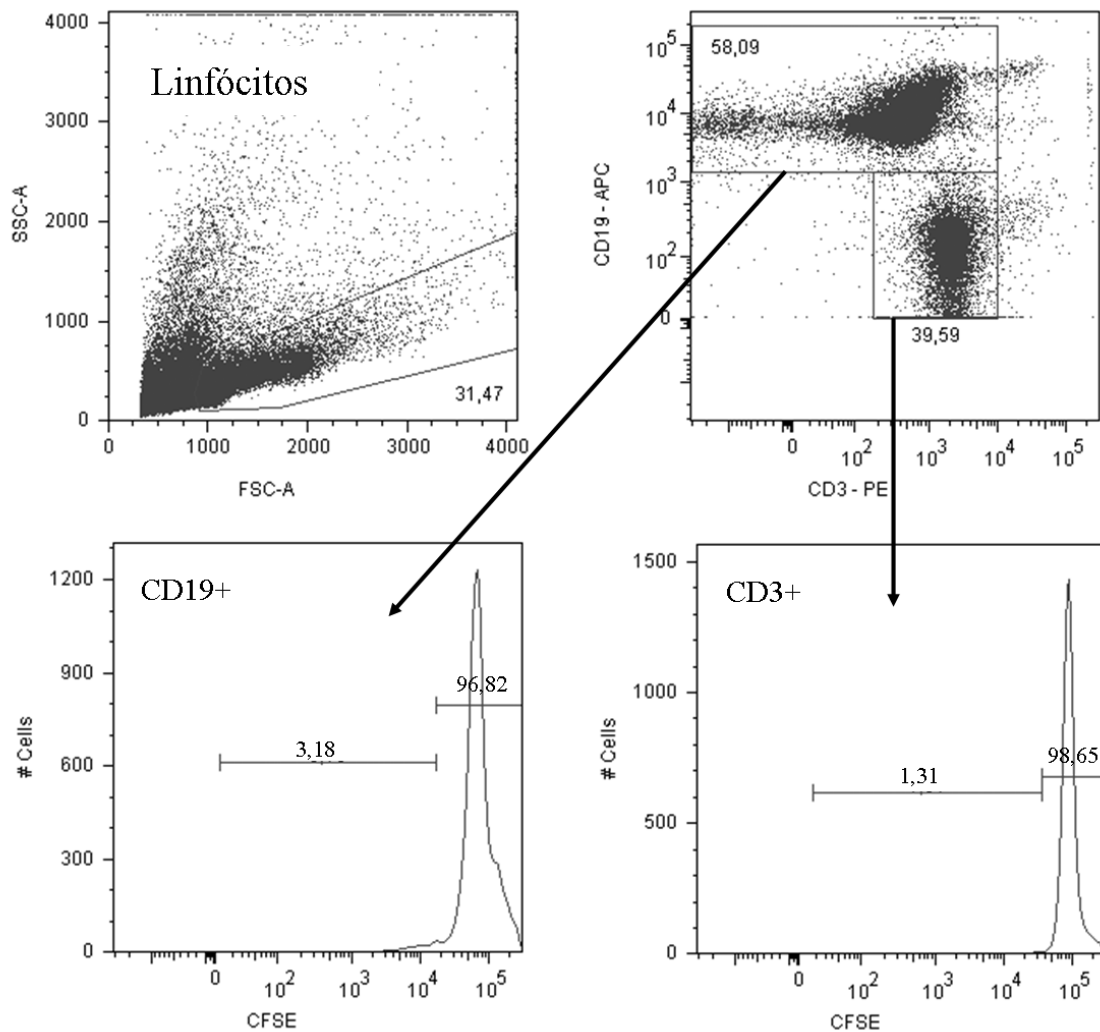 4000
3000
2000
1000
0
SSC-A
Linfócitos
31,47
0 1000 2000 3000 4000
FSC-A
10^5
10^4
10^3
10^2
0
CD19 - APC
58,09
39,59
0 10^2 10^3 10^4 10^5
CD3 - PE
1200
900
600
300
0
# Cells
CD19+
96,82
3,18
0 10^2 10^3 10^4 10^5
CFSE
1500
1000
500
0
# Cells
CD3+
98,65
1,31
0 10^2 10^3 10^4 10^5
CFSE